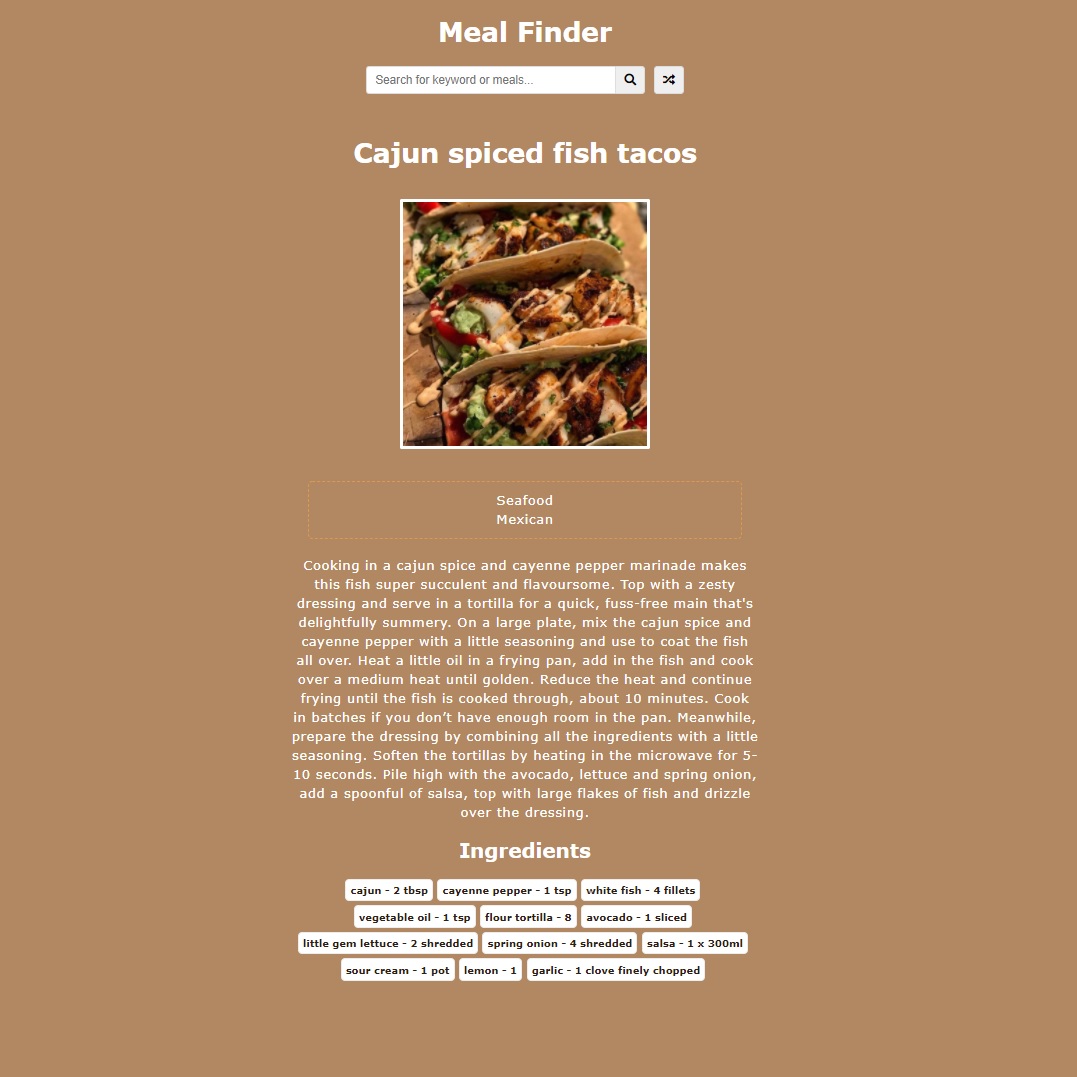 Meal Finder
Search for keyword or meals...
Cajun spiced fish tacos
Seafood
Mexican
Cooking in a cajun spice and cayenne pepper marinade makes
this fish super succulent and flavoursome. Top with a zesty
dressing and serve in a tortilla for a quick, fuss-free main that's
delightfully summery. On a large plate, mix the cajun spice and
cayenne pepper with a little seasoning and use to coat the fish
all over. Heat a little oil in a frying pan, add in the fish and cook
over a medium heat until golden. Reduce the heat and continue
frying until the fish is cooked through, about 10 minutes. Cook
in batches if you don’t have enough room in the pan. Meanwhile,
prepare the dressing by combining all the ingredients with a little
seasoning. Soften the tortillas by heating in the microwave for 5-
10 seconds. Pile high with the avocado, lettuce and spring onion,
add a spoonful of salsa, top with large flakes of fish and drizzle
over the dressing.
Ingredients
cajun - 2 tbsp cayenne pepper - 1 tsp white fish - 4 fillets
vegetable oil - 1 tsp flour tortilla - 8 avocado - 1 sliced
little gem lettuce - 2 shredded spring onion - 4 shredded salsa - 1 x 300ml
sour cream - 1 pot lemon - 1 garlic - 1 clove finely chopped